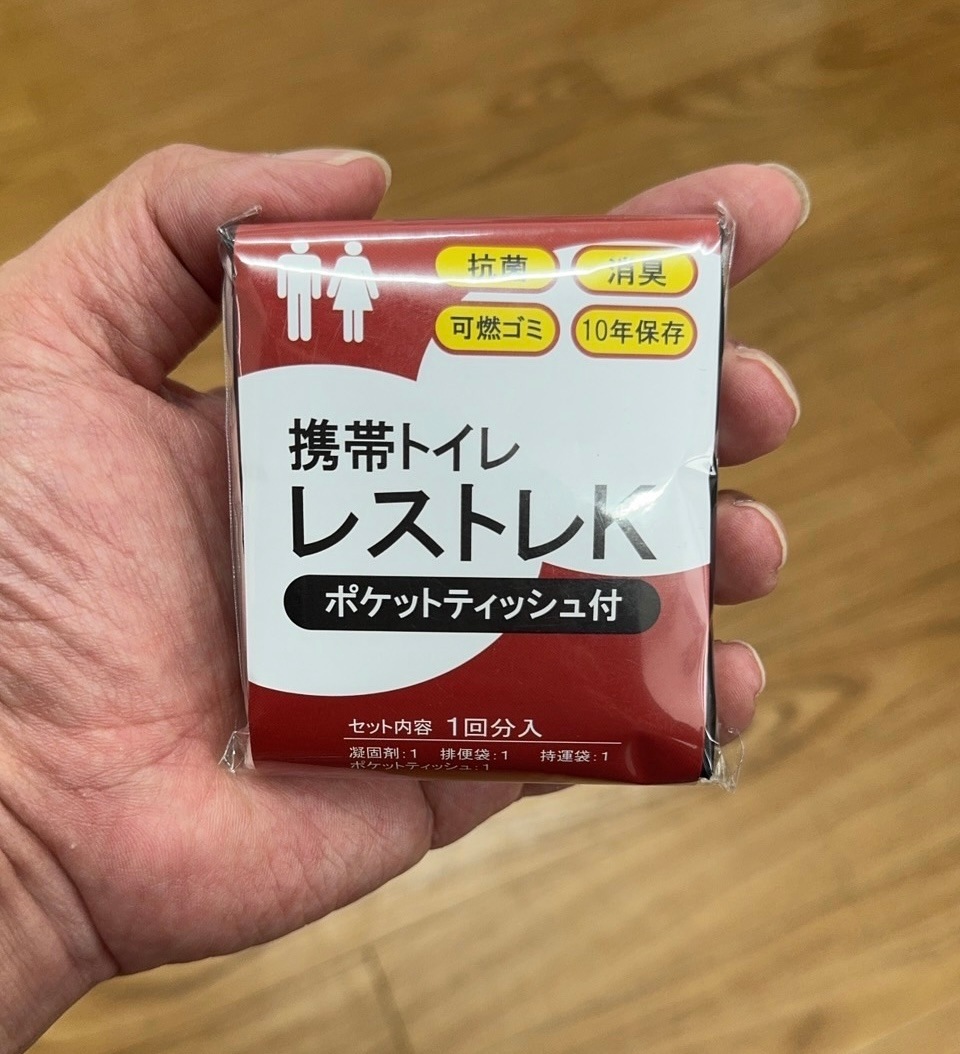 抗菌 消臭
可燃ゴミ 10年保存
携帯トイレ
レストレK
ポケットティッシュ付
セット内容 1回分入
凝固剤:1 排便袋:1 持運袋:1
ポケットティッシュ:1